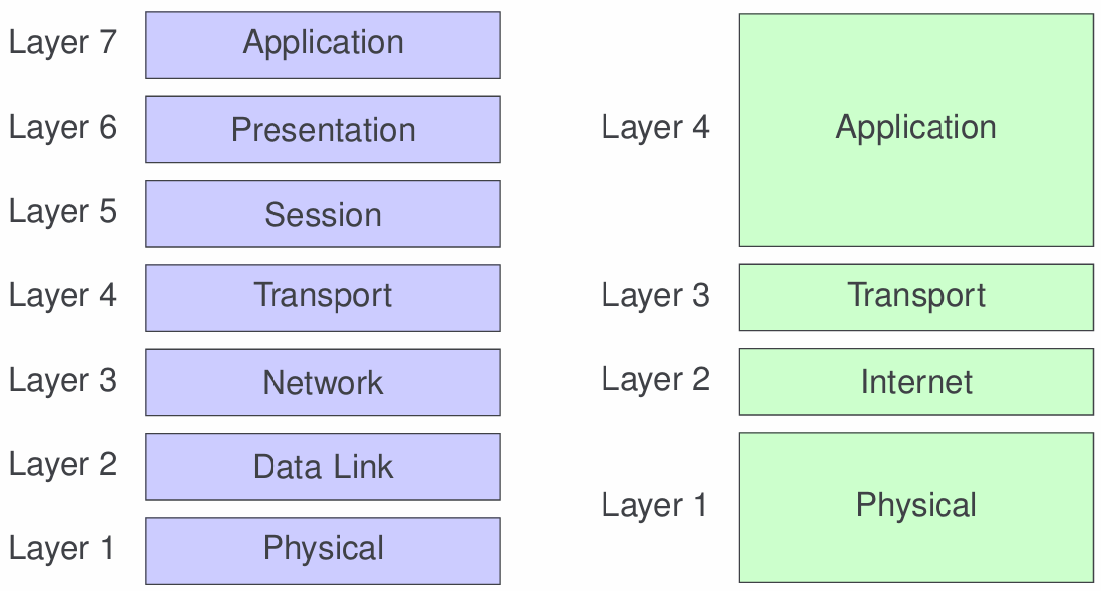 Layer 7 Application
Layer 6 Presentation
Layer 5 Session
Layer 4 Transport
Layer 3 Network
Layer 2 Data Link
Layer 1 Physical
Layer 4 Application
Layer 3 Transport
Layer 2 Internet
Layer 1 Physical